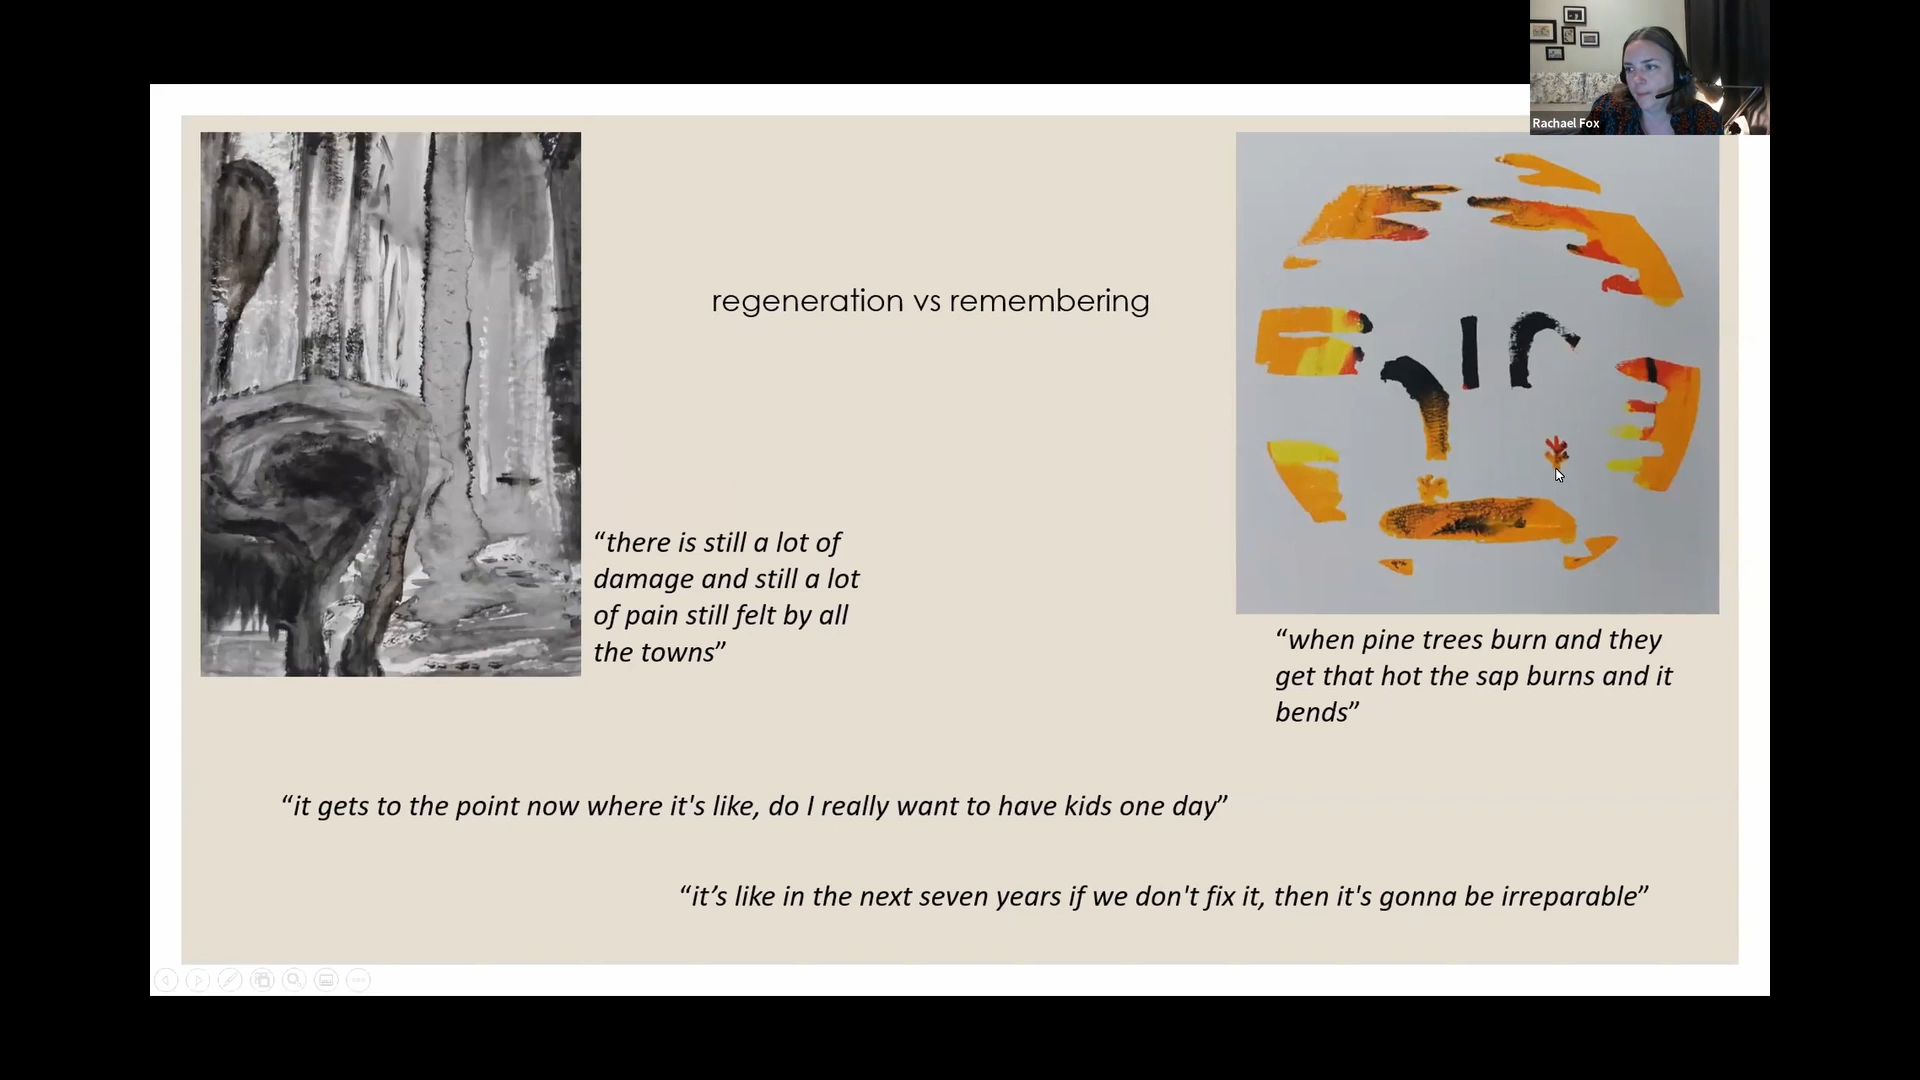 Rachael Fox
regeneration vs remembering
“there is still a lot of
damage and still a lot
of pain still felt by all
the towns”
“when pine trees burn and they
get that hot the sap burns and it
bends”
“it gets to the point now where it's like, do I really want to have kids one day”
“it’s like in the next seven years if we don't fix it, then it's gonna be irreparable”